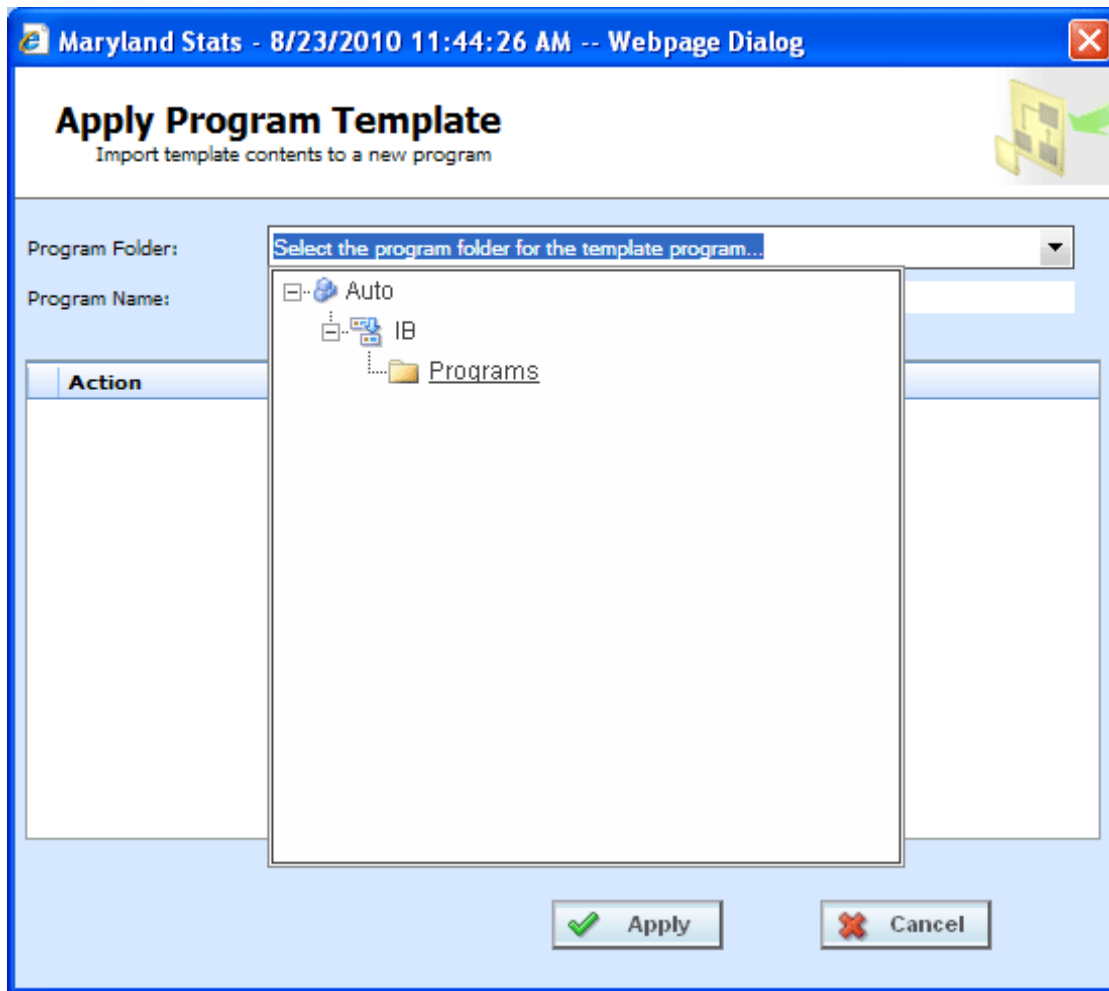 Maryland Stats - 8/23/2010 11:44:26 AM -- Webpage Dialog
Apply Program Template
Import template contents to a new program
Program Folder:
Select the program folder for the template program...
Auto
Program Name:
IB
Programs
Action
Apply
Cancel